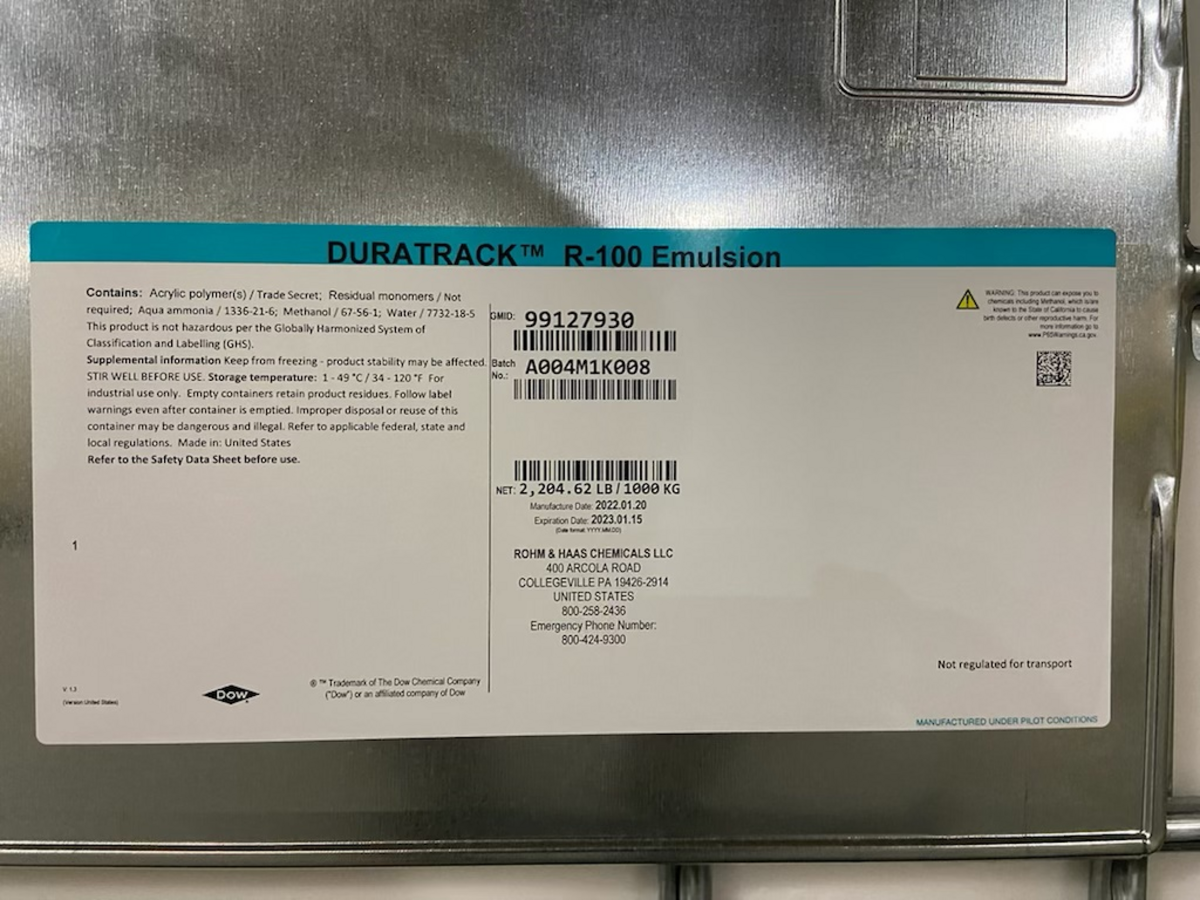 DURATRACK™ R-100 Emulsion
Contains: Acrylic polymer(s) / Trade Secret; Residual monomers / Not
required; Aqua ammonia / 1336-21-6; Methanol / 67-56-1; Water / 7732-18-5
This product is not hazardous per the Globally Harmonized System of
Classification and Labelling (GHS).
Supplemental information Keep from freezing - product stability may be affected.
STIR WELL BEFORE USE. Storage temperature: 1 - 49 °C / 34 - 120 °F For
industrial use only. Empty containers retain product residues. Follow label
warnings even after container is emptied. Improper disposal or reuse of this
container may be dangerous and illegal. Refer to applicable federal, state and
local regulations. Made in: United States
Refer to the Safety Data Sheet before use.
1
V. 1.3
(Version United States)
Dow
® ™ Trademark of The Dow Chemical Company
("Dow") or an affiliated company of Dow
GMID: 99127930
Batch No.: A004M1K008
NET: 2,204.62 LB / 1000 KG
Manufacture Date: 2022.01.20
Expiration Date: 2023.01.15
(Date format: YYYY.MM.DD)
ROHM & HAAS CHEMICALS LLC
400 ARCOLA ROAD
COLLEGEVILLE PA 19426-2914
UNITED STATES
800-258-2436
Emergency Phone Number:
800-424-9300
WARNING: This product can expose you to
chemicals including Methanol, which is/are
known to the State of California to cause
birth defects or other reproductive harm. For
more information go to
www.P65Warnings.ca.gov.
Not regulated for transport
MANUFACTURED UNDER PILOT CONDITIONS